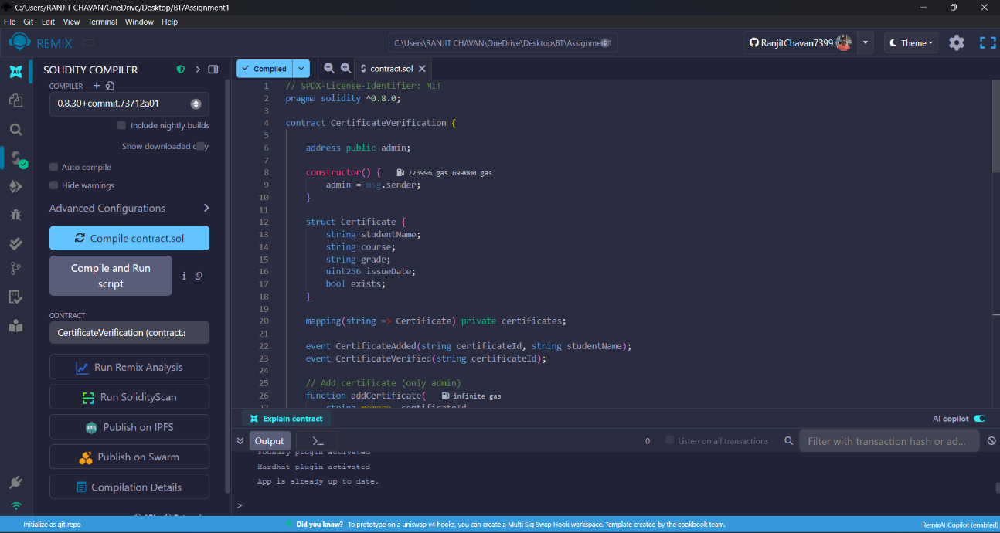 C:/Users/RANJIT CHAVAN/OneDrive/Desktop/BT/Assignment1
File Git Edit View Terminal Window Help
REMIX
C:\Users\RANJIT CHAVAN\OneDrive\Desktop\BT\Assignment1
RanjitChavan7399
Theme
SOLIDITY COMPILER
COMPILER
0.8.30+commit.73712a01
Include nightly builds
Show downloaded only
Auto compile
Hide warnings
Advanced Configurations
Compile contract.sol
Compile and Run
script
i
CONTRACT
CertificateVerification (contract.s
Run Remix Analysis
Run SolidityScan
IPFS Publish on IPFS
Publish on Swarm
Compilation Details
Compiled
contract.sol
1 // SPDX-License-Identifier: MIT
2 pragma solidity ^0.8.0;
3
4 contract CertificateVerification {
5
6 address public admin;
7
8 constructor() { 723996 gas 699000 gas
9 admin = msg.sender;
10 }
11
12 struct Certificate {
13 string studentName;
14 string course;
15 string grade;
16 uint256 issueDate;
17 bool exists;
18 }
19
20 mapping(string => Certificate) private certificates;
21
22 event CertificateAdded(string certificateId, string studentName);
23 event CertificateVerified(string certificateId);
24
25 // Add certificate (only admin)
26 function addCertificate( infinite gas
27 string memory certificateId
Explain contract
AI copilot
Output
>_
0
Listen on all transactions
Filter with transaction hash or ad...
Foundry plugin activated
Hardhat plugin activated
App is already up to date.
>
Initialize as git repo
Did you know? To prototype on a uniswap v4 hooks, you can create a Multi Sig Swap Hook workspace. Template created by the cookbook team.
RemixAI Copilot (enabled)